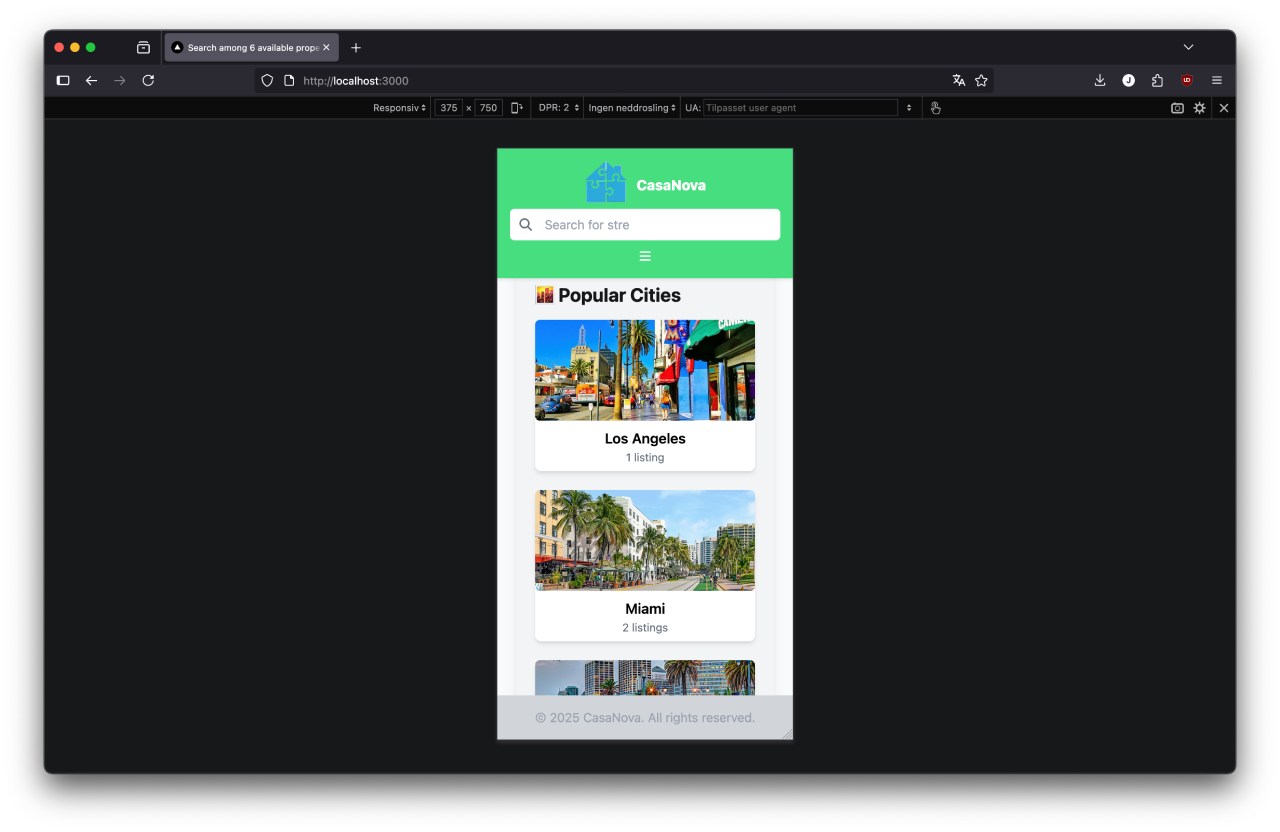 Search among 6 available prope
http://localhost:3000
Responsiv 375 × 750 DPR: 2 Ingen neddrosling UA: Tilpasset user agent
CasaNova
Search for stre
Popular Cities
Los Angeles
1 listing
Miami
2 listings
© 2025 CasaNova. All rights reserved.